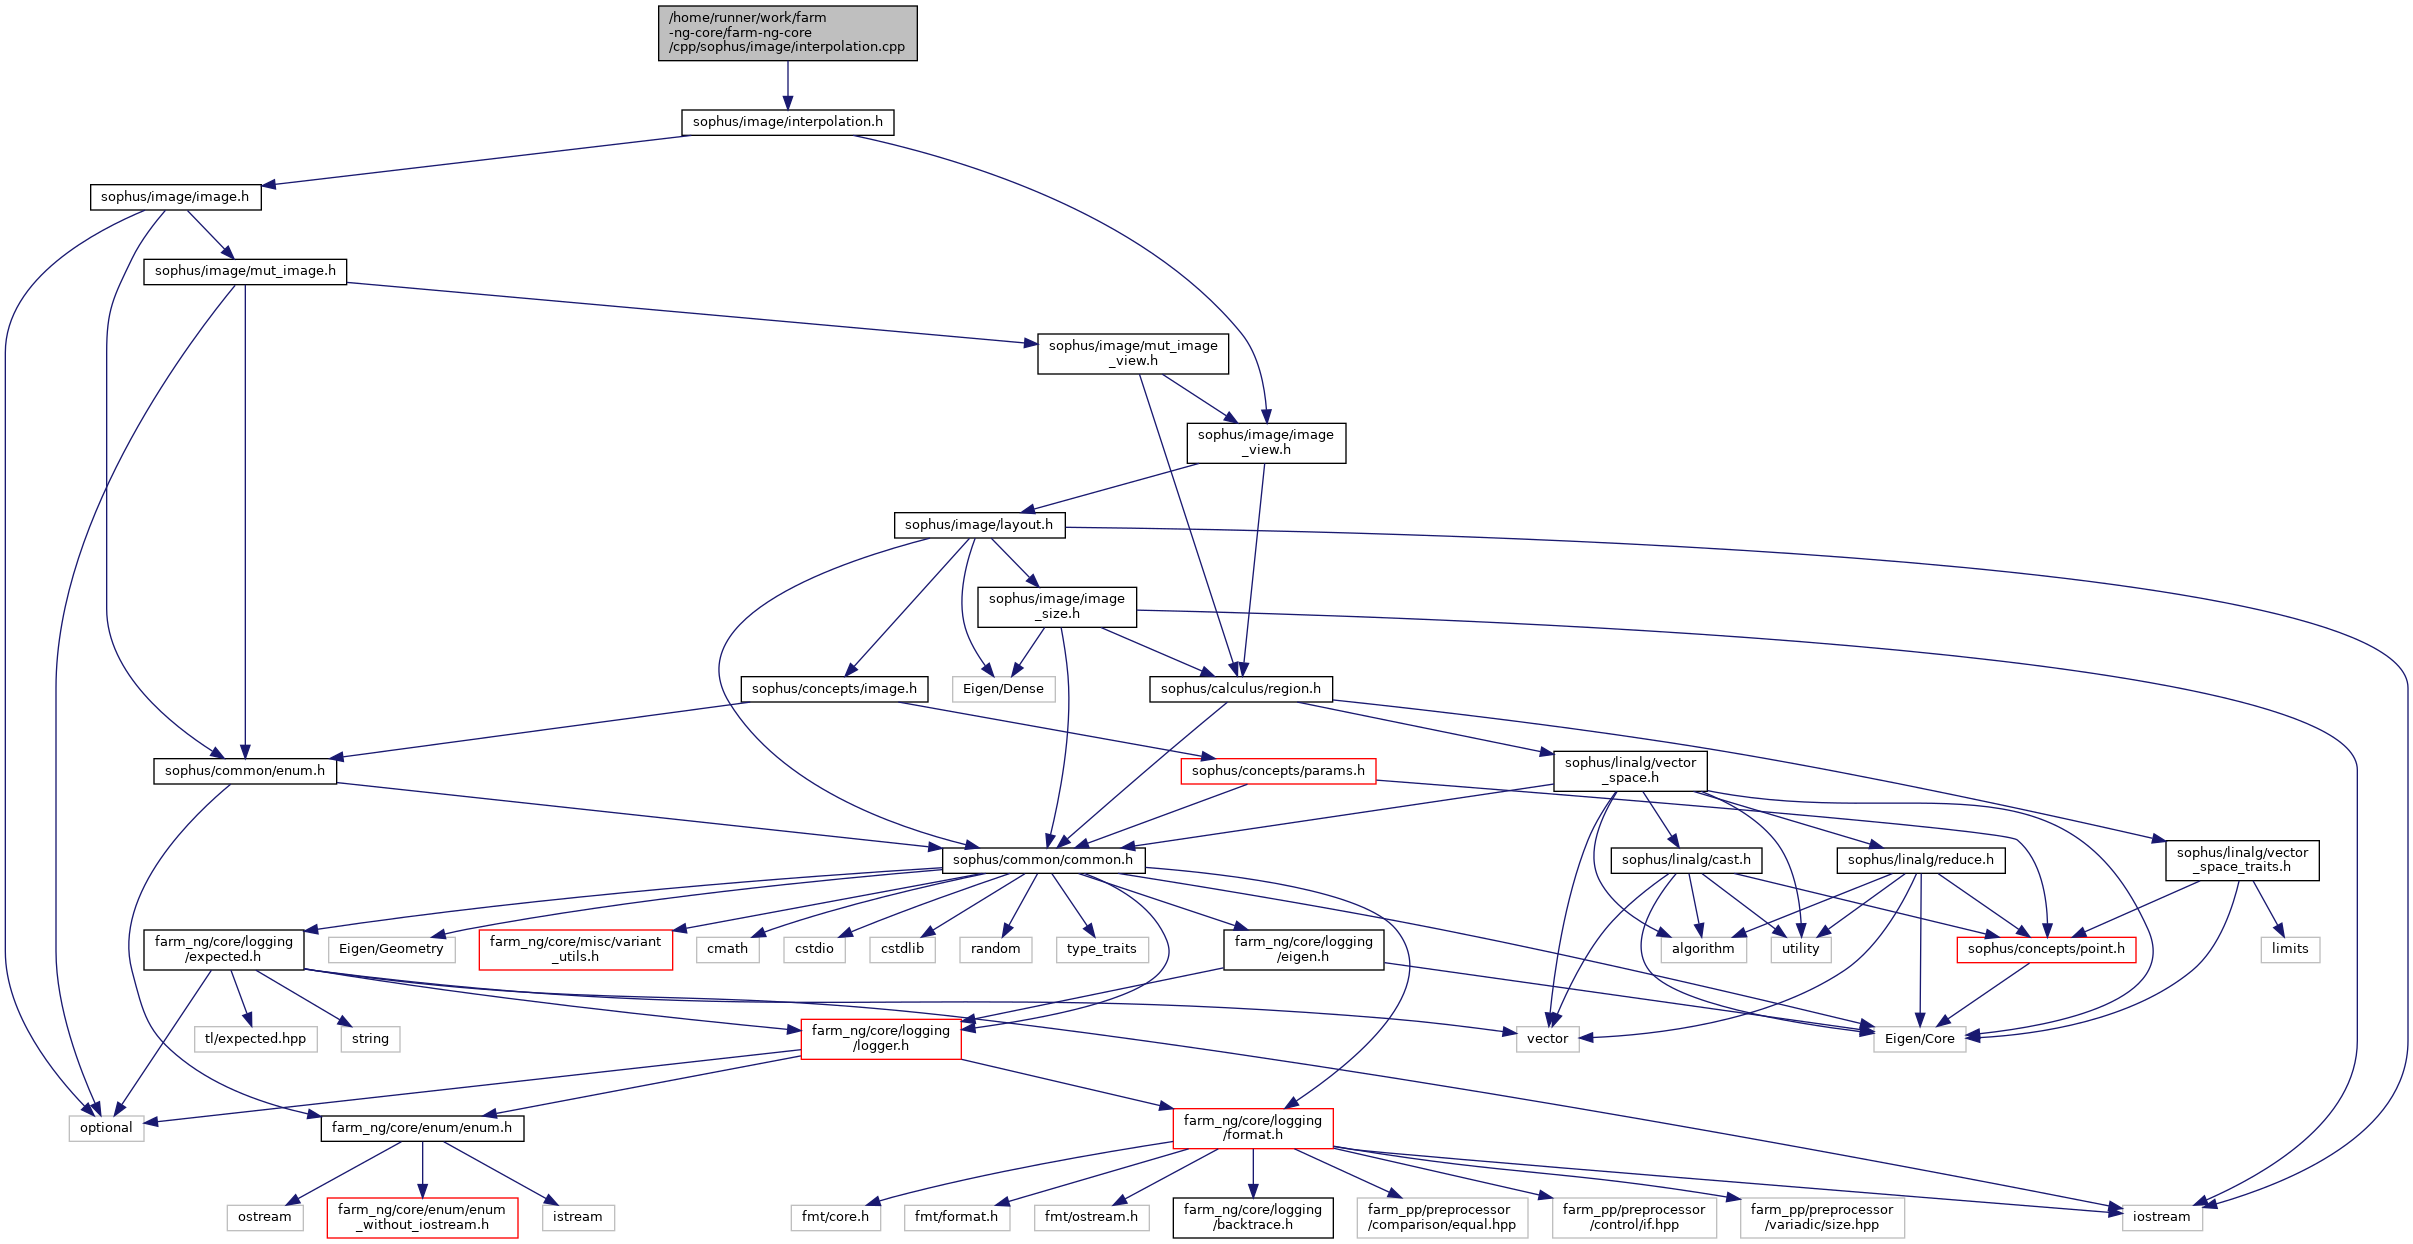 /home/runner/work/farm
-ng-core/farm-ng-core
/cpp/sophus/image/interpolation.cpp
sophus/image/interpolation.h
sophus/image/image.h
sophus/image/mut_image.h
sophus/image/mut_image
_view.h
sophus/image/image
_view.h
sophus/image/layout.h
sophus/image/image
_size.h
sophus/concepts/image.h
Eigen/Dense
sophus/calculus/region.h
sophus/common/enum.h
sophus/concepts/params.h
sophus/linalg/vector
_space.h
sophus/common/common.h
sophus/linalg/cast.h
sophus/linalg/reduce.h
sophus/linalg/vector
_space_traits.h
farm_ng/core/logging
/expected.h
Eigen/Geometry
farm_ng/core/misc/variant
_utils.h
cmath
cstdio
cstdlib
random
type_traits
farm_ng/core/logging
/eigen.h
algorithm
utility
sophus/concepts/point.h
limits
tl/expected.hpp
string
farm_ng/core/logging
/logger.h
vector
Eigen/Core
optional
farm_ng/core/enum/enum.h
farm_ng/core/logging
/format.h
ostream
farm_ng/core/enum/enum
_without_iostream.h
istream
fmt/core.h
fmt/format.h
fmt/ostream.h
farm_ng/core/logging
/backtrace.h
farm_pp/preprocessor
/comparison/equal.hpp
farm_pp/preprocessor
/control/if.hpp
farm_pp/preprocessor
/variadic/size.hpp
iostream